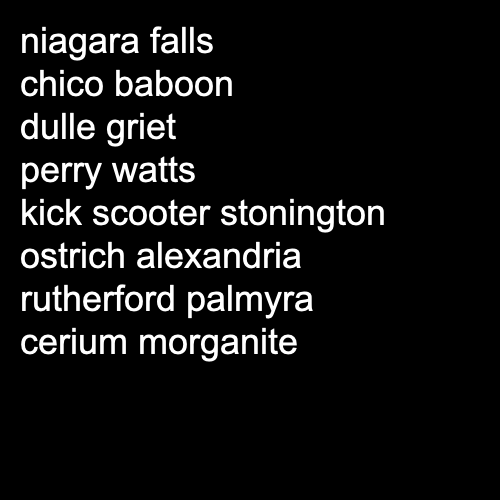 niagara falls
chico baboon
dulle griet
perry watts
kick scooter stonington
ostrich alexandria
rutherford palmyra
cerium morganite